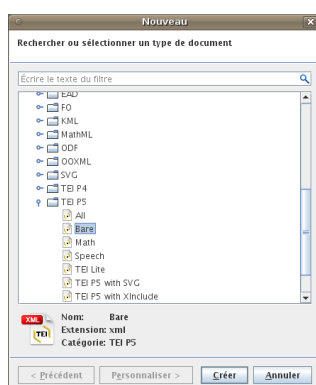 Nouveau
Rechercher ou sélectionner un type de document
Écrire le texte du filtre
EAD
FO
KML
MathML
ODF
OOXML
SVG
TEI P4
TEI P5
All
Bare
Math
Speech
TEI Lite
TEI P5 with SVG
TEI P5 with XInclude
XML
TEI
Nom: Bare
Extension: xml
Catégorie: TEI P5
< Précédent Personnaliser > Créer Annuler